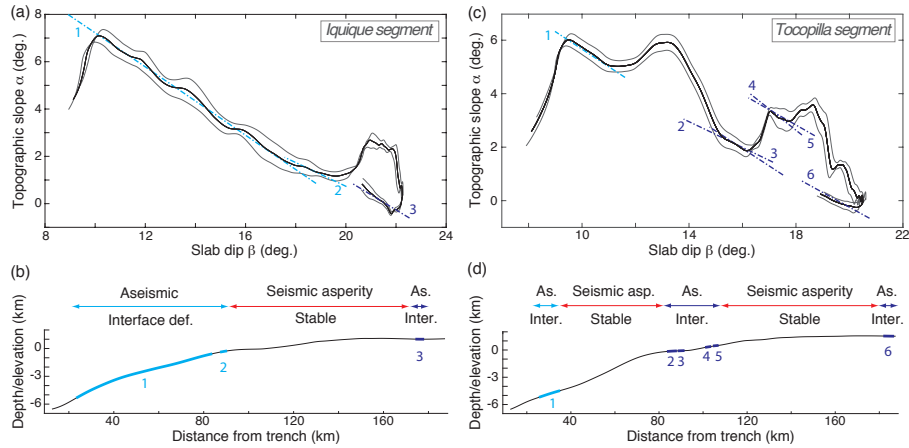 (a)
Iquique segment
Topographic slope α (deg.)
8
6
4
2
0
1
2
3
8 12 16 20 24
Slab dip β (deg.)
(c)
Tocopilla segment
Topographic slope α (deg.)
8
6
4
2
0
1
2
3
4
5
6
10 14 18 22
Slab dip β (deg.)
(b)
Aseismic Seismic asperity As.
Interface def. Stable Inter.
Depth/elevation (km)
0
-3
-6
1
2
3
40 80 120 160
Distance from trench (km)
(d)
As. Seismic asp. As. Seismic asperity As.
Inter. Stable Inter. Stable Inter.
Depth/elevation (km)
0
-3
-6
1
2 3
4 5
6
40 80 120 160
Distance from trench (km)